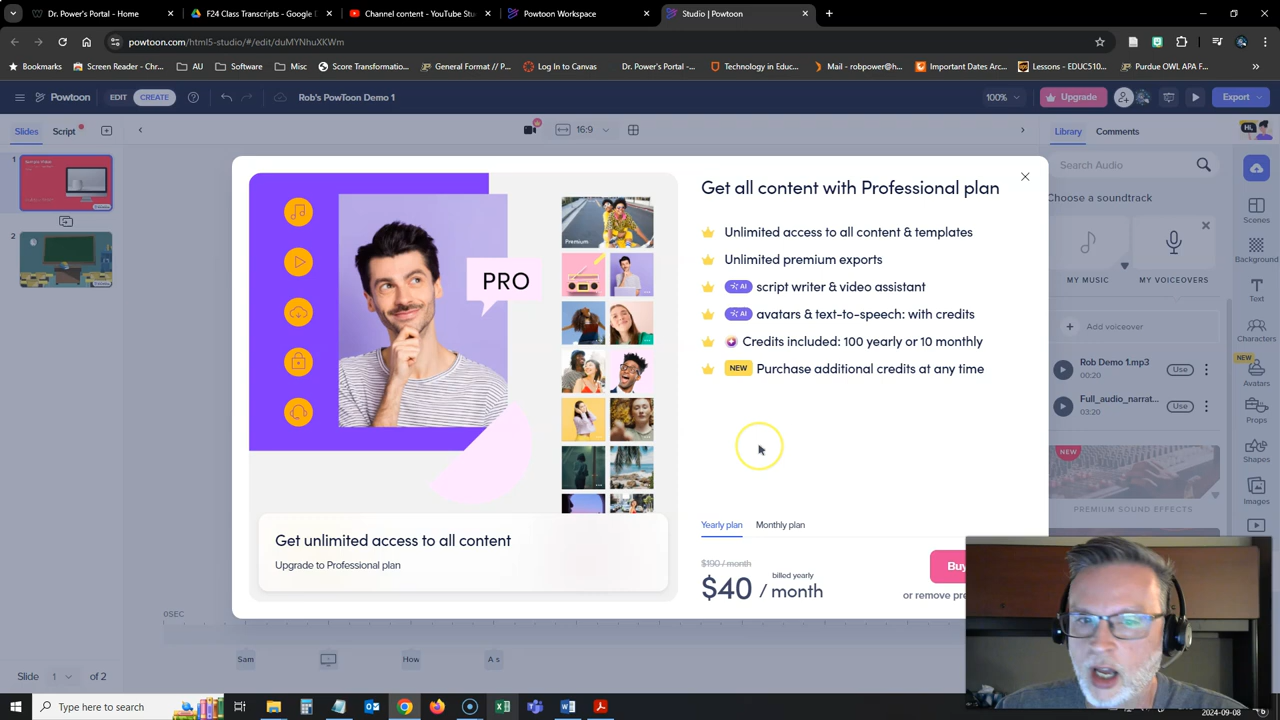 Dr. Power's Portal - Home
F24 Class Transcripts - Google
Channel content - YouTube Stu
Powtoon Workspace
Studio | Powtoon
powtoon.com/html5-studio/#/edit/duMYNhuXKWm
Bookmarks
Screen Reader - Chr...
AU
Software
Misc
Score Transformatio...
General Format // P...
Log In to Canvas
Dr. Power's Portal -...
Technology in Educ...
Mail - robpower@h...
Important Dates Arc...
Lessons - EDUC510...
Purdue OWL APA F...
Powtoon
EDIT
CREATE
Rob's PowToon Demo 1
100%
Upgrade
Export
Slides
Script
16:9
Library
Comments
HI,
1
2
Search Audio
Choose a soundtrack
MY MUSIC
MY VOICEOVERS
Add voiceover
Rob Demo 1.mp3
00:20
Use
Full_audio_narrat...
03:20
Use
NEW
PREMIUM SOUND EFFECTS
Scenes
Background
Text
Characters
NEW
Avatars
Props
Shapes
Images
PRO
Premium
Get unlimited access to all content
Upgrade to Professional plan
Get all content with Professional plan
Unlimited access to all content & templates
Unlimited premium exports
AI script writer & video assistant
AI avatars & text-to-speech: with credits
Credits included: 100 yearly or 10 monthly
NEW Purchase additional credits at any time
Yearly plan
Monthly plan
$190 / month
$40 / month
billed yearly
Buy
or remove pre
0SEC
Sam
How
A s
Slide
1
of 2
Type here to search
2024-09-08